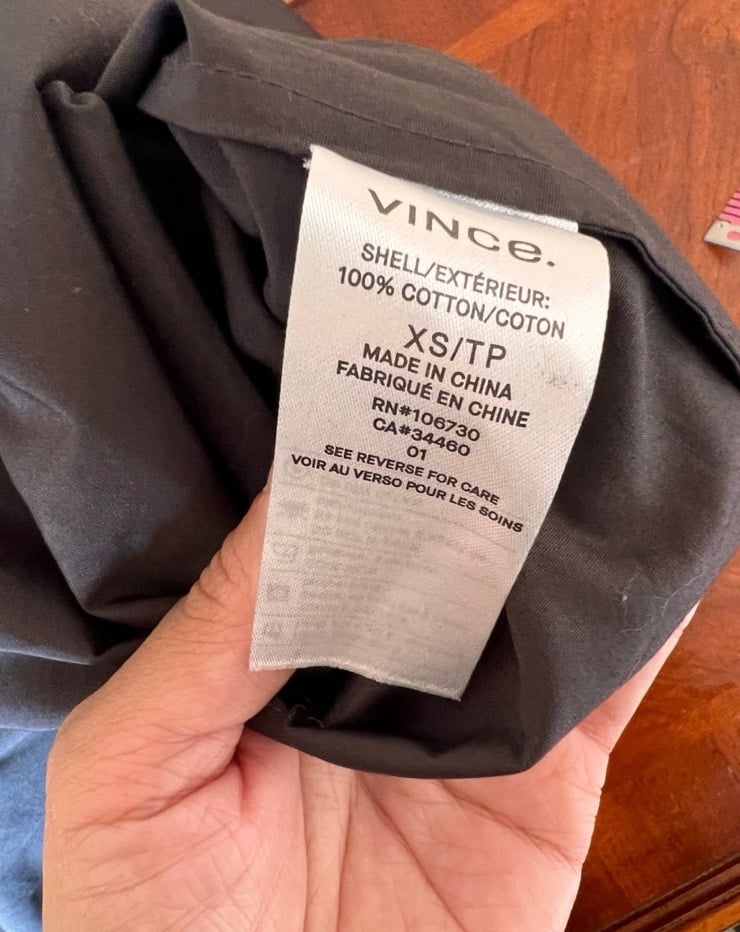 VINCE.
SHELL/EXTÉRIEUR:
100% COTTON/COTON
XS/TP
MADE IN CHINA
FABRIQUÉ EN CHINE
RN#106730
CA#34460
01
SEE REVERSE FOR CARE
VOIR AU VERSO POUR LES SOINS